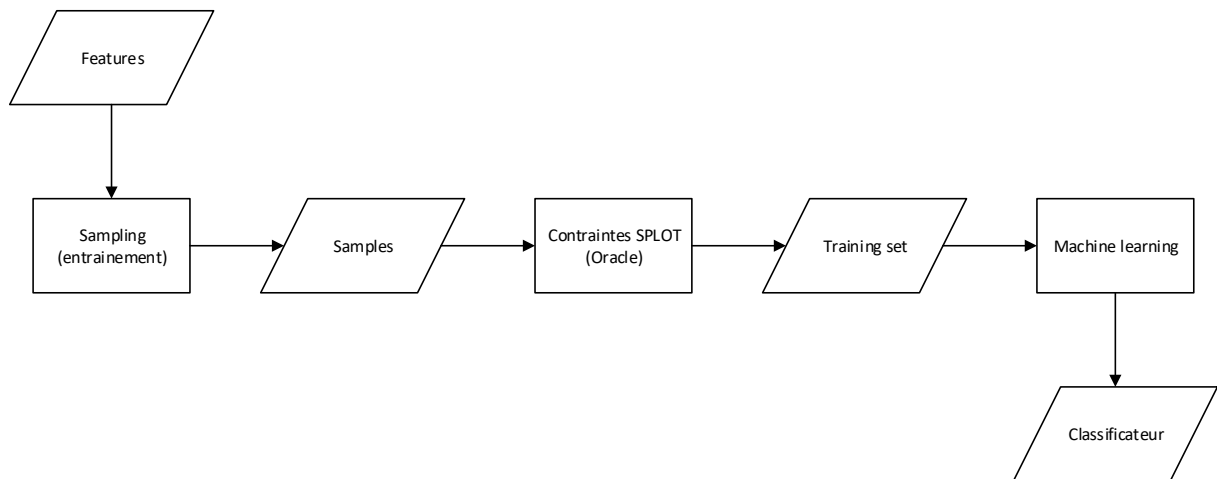 Features
Sampling
(entrainement)
Samples
Contraintes SPLOT
(Oracle)
Training set
Machine learning
Classificateur